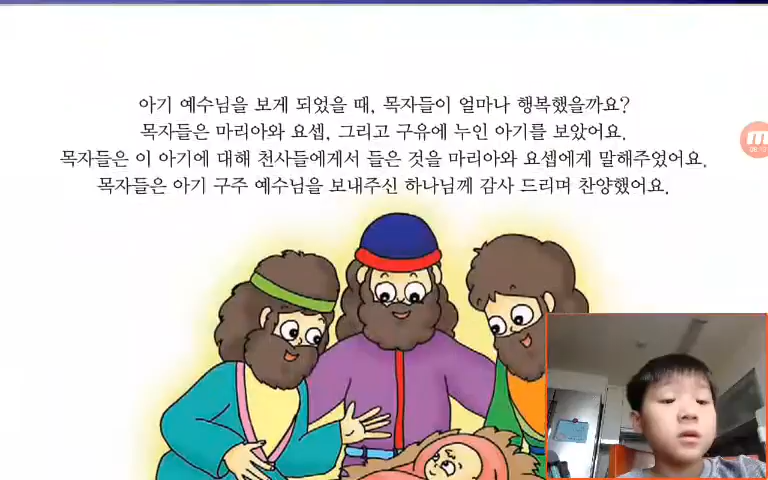 아기 예수님을 보게 되었을 때, 목자들이 얼마나 행복했을까요?
목자들은 마리아와 요셉, 그리고 구유에 누인 아기를 보았어요.
목자들은 이 아기에 대해 천사들에게서 들은 것을 마리아와 요셉에게 말해주었어요.
목자들은 아기 구주 예수님을 보내주신 하나님께 감사 드리며 찬양했어요.